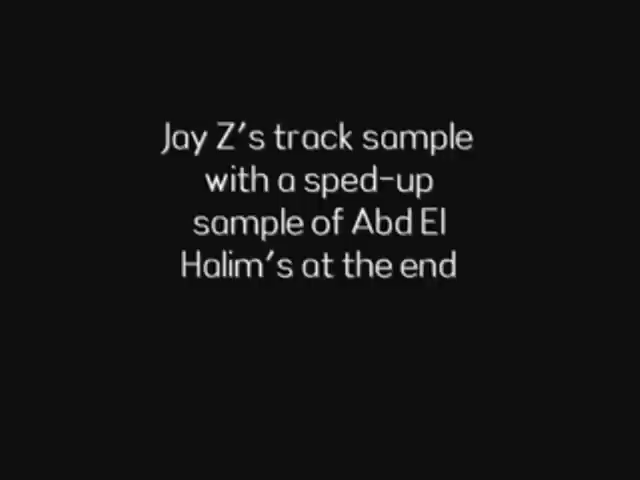 Jay Z's track sample
with a sped-up
sample of Abd El
Halim's at the end